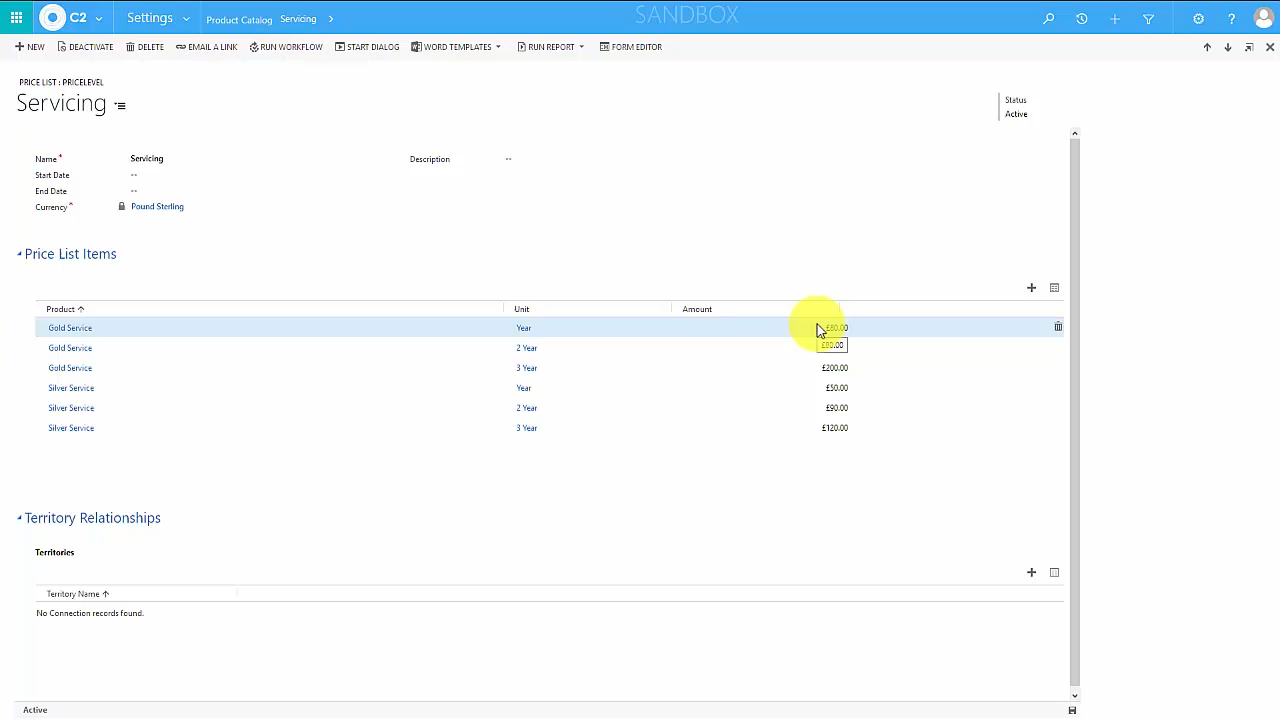 C2 Settings Product Catalog Servicing SANDBOX ?
NEW DEACTIVATE DELETE EMAIL A LINK RUN WORKFLOW START DIALOG WORD TEMPLATES RUN REPORT FORM EDITOR
PRICE LIST : PRICELEVEL
Servicing
Status
Active
Name* Servicing Description --
Start Date --
End Date --
Currency* Pound Sterling
Price List Items
Product Unit Amount
Gold Service Year £80.00
£80.00
Gold Service 2 Year
Gold Service 3 Year £200.00
Silver Service Year £50.00
Silver Service 2 Year £90.00
Silver Service 3 Year £120.00
Territory Relationships
Territories
Territory Name
No Connection records found.
Active